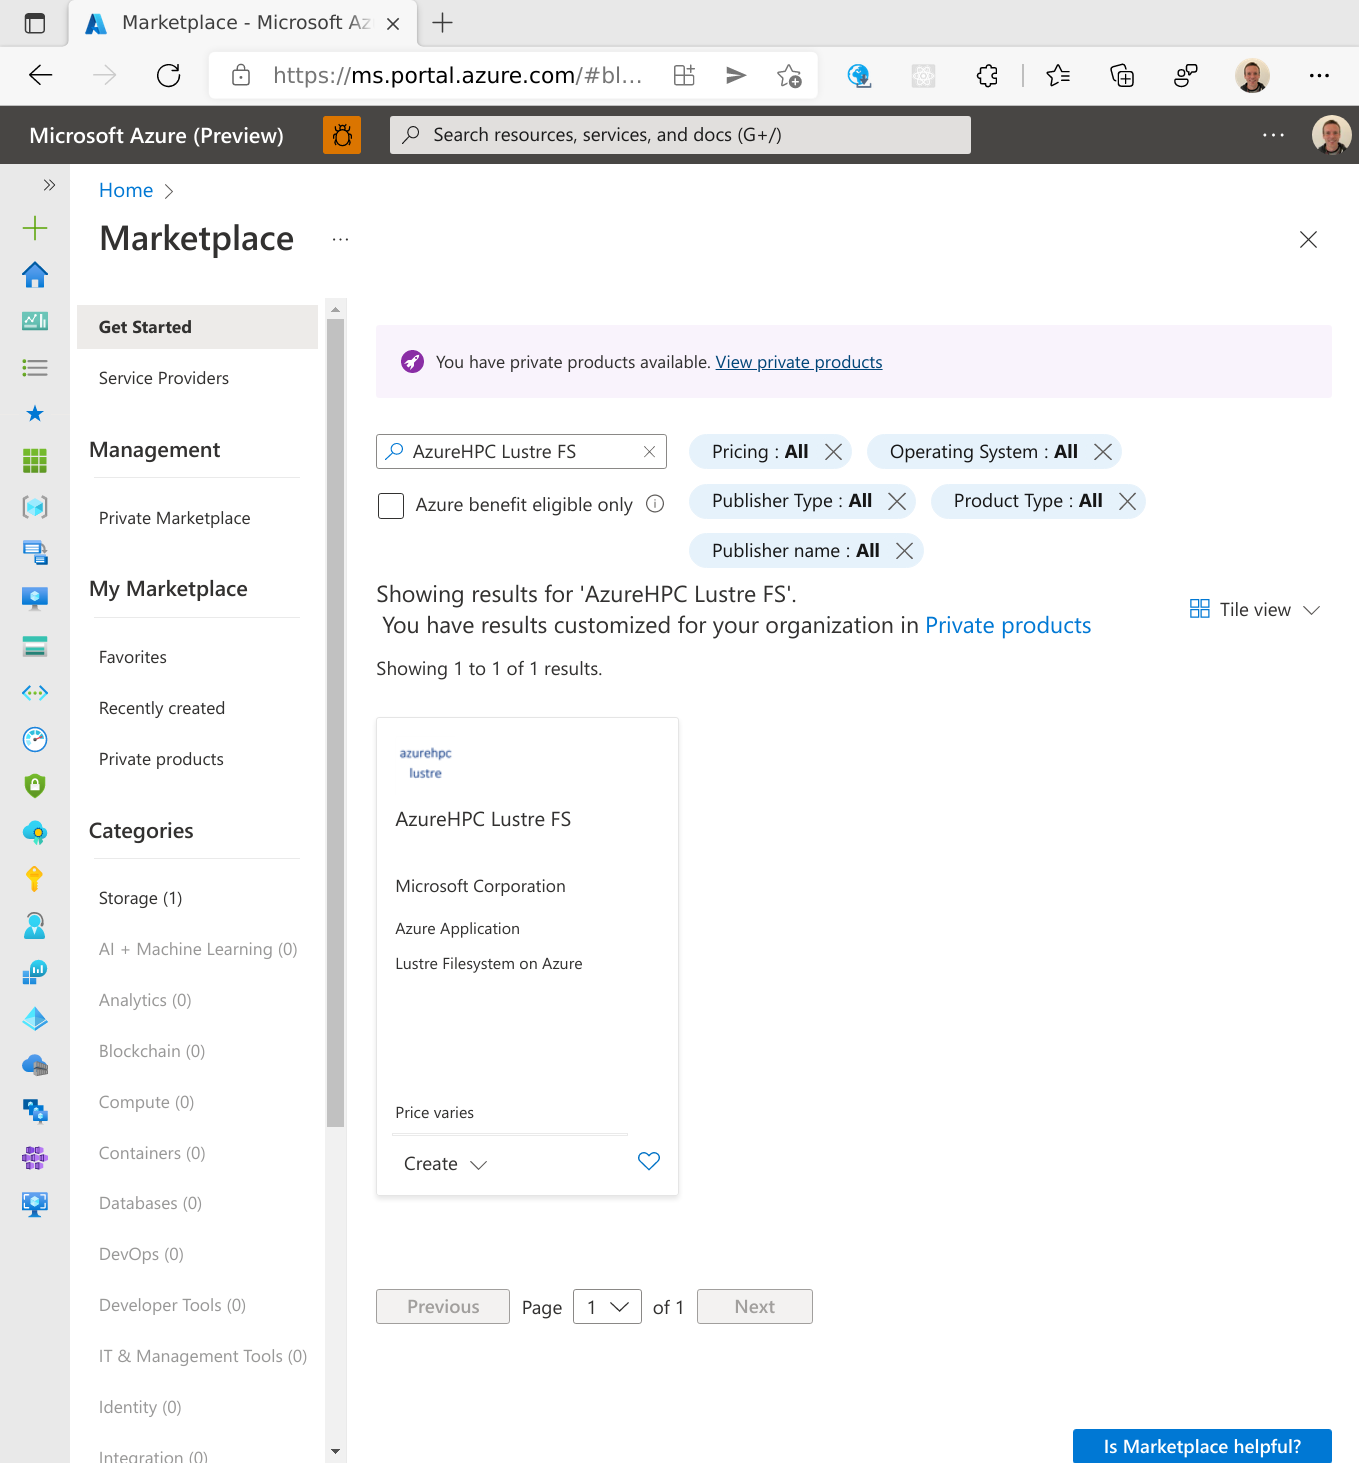 Marketplace - Microsoft Az
https://ms.portal.azure.com/#bl...
Microsoft Azure (Preview)
Search resources, services, and docs (G+/)
Home
Marketplace
Get Started
Service Providers
Management
Private Marketplace
My Marketplace
Favorites
Recently created
Private products
Categories
Storage (1)
AI + Machine Learning (0)
Analytics (0)
Blockchain (0)
Compute (0)
Containers (0)
Databases (0)
DevOps (0)
Developer Tools (0)
IT & Management Tools (0)
Identity (0)
Integration (0)
You have private products available. View private products
AzureHPC Lustre FS
Azure benefit eligible only
Pricing : All
Operating System : All
Publisher Type : All
Product Type : All
Publisher name : All
Showing results for 'AzureHPC Lustre FS'.
You have results customized for your organization in Private products
Tile view
Showing 1 to 1 of 1 results.
azurehpc
lustre
AzureHPC Lustre FS
Microsoft Corporation
Azure Application
Lustre Filesystem on Azure
Price varies
Create
Previous Page 1 of 1 Next
Is Marketplace helpful?